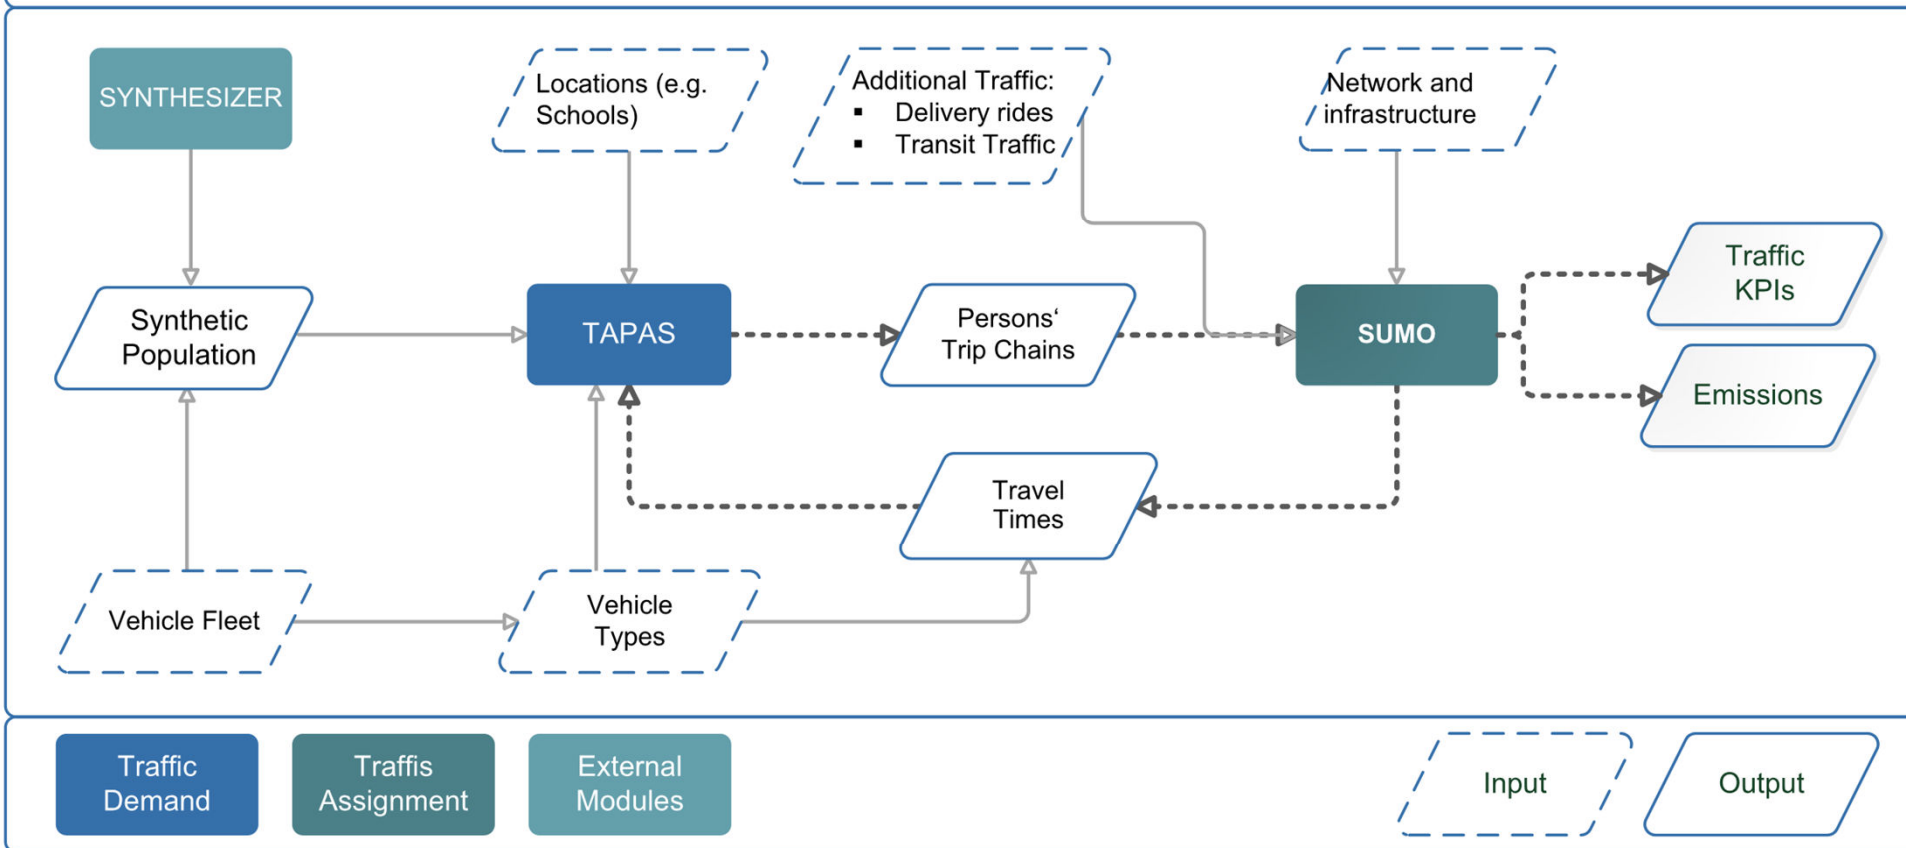 SYNTHESIZER
Locations (e.g.
Schools)
Additional Traffic:
▪ Delivery rides
▪ Transit Traffic
Network and
infrastructure
Synthetic
Population
TAPAS
Persons‘
Trip Chains
SUMO
Traffic
KPIs
Emissions
Travel
Times
Vehicle Fleet
Vehicle
Types
Traffic
Demand
Traffis
Assignment
External
Modules
Input
Output